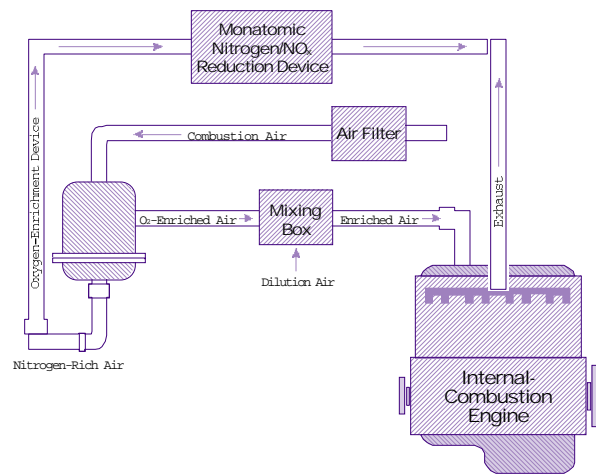 Monatomic
Nitrogen/NOₓ
Reduction Device
Combustion Air
Air Filter
Oxygen-Enrichment Device
O₂-Enriched Air
Mixing
Box
Enriched Air
Exhaust
Dilution Air
Nitrogen-Rich Air
Internal-
Combustion
Engine